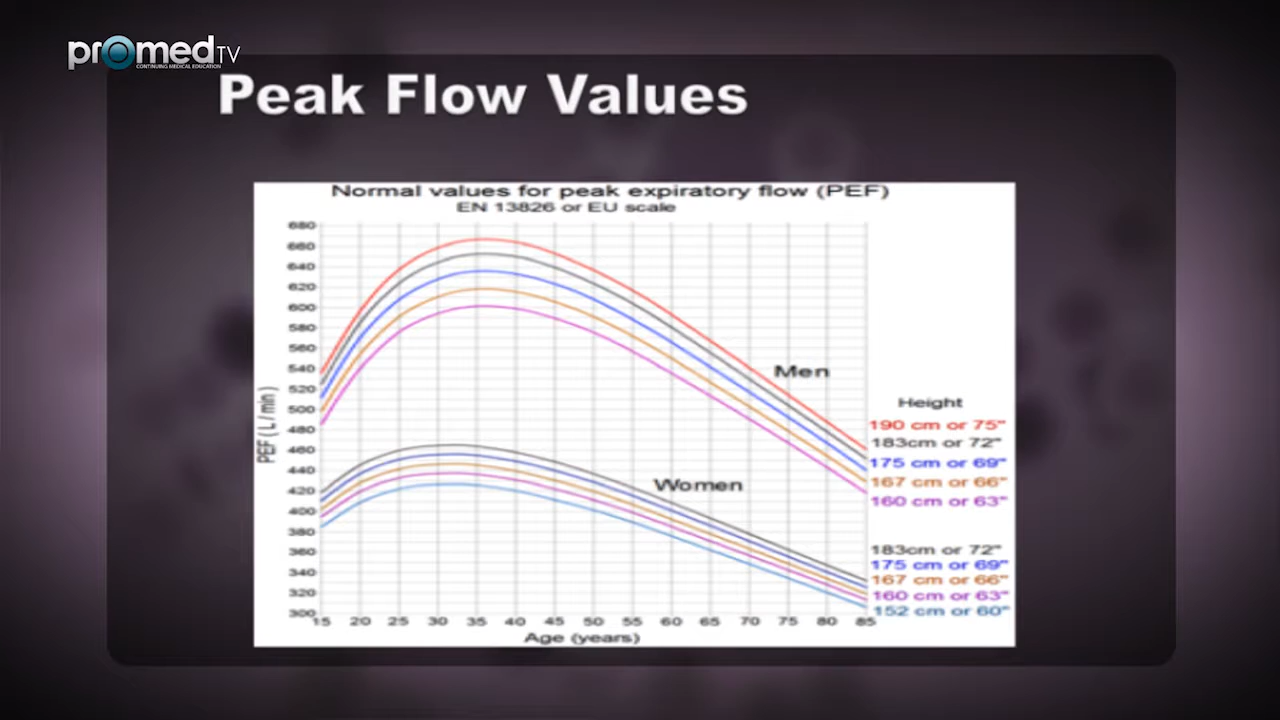 promedTV
CONTINUING MEDICAL EDUCATION
Peak Flow Values
Normal values for peak expiratory flow (PEF)
EN 13826 or EU scale
680
660
640
620
600
580
560
540
520
500
480
460
440
420
400
380
360
340
320
300
PEF (L/min)
Men
Women
Height
190 cm or 75"
183cm or 72"
175 cm or 69"
167 cm or 66"
160 cm or 63"
183cm or 72"
175 cm or 69"
167 cm or 66"
160 cm or 63"
152 cm or 60"
15 20 25 30 35 40 45 50 55 60 65 70 75 80 85
Age (years)